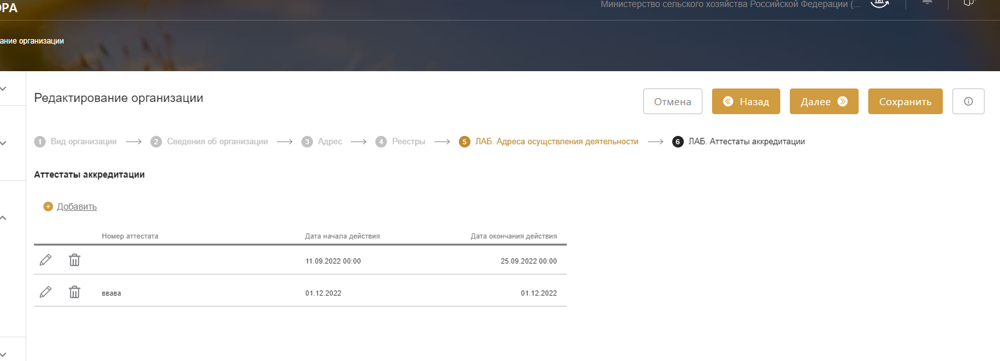 ОРА
Министерство сельского хозяйства Российской Федерации (...
ание организации
Редактирование организации
Отмена
Назад
Далее
Сохранить
1 Вид организации
2 Сведения об организации
3 Адрес
4 Реестры
5 ЛАБ. Адреса осущствления деятельности
6 ЛАБ. Аттестаты аккредитации
Аттестаты аккредитации
Добавить
Номер аттестата Дата начала действия Дата окончания действия
11.09.2022 00:00 25.09.2022 00:00
ввава 01.12.2022 01.12.2022